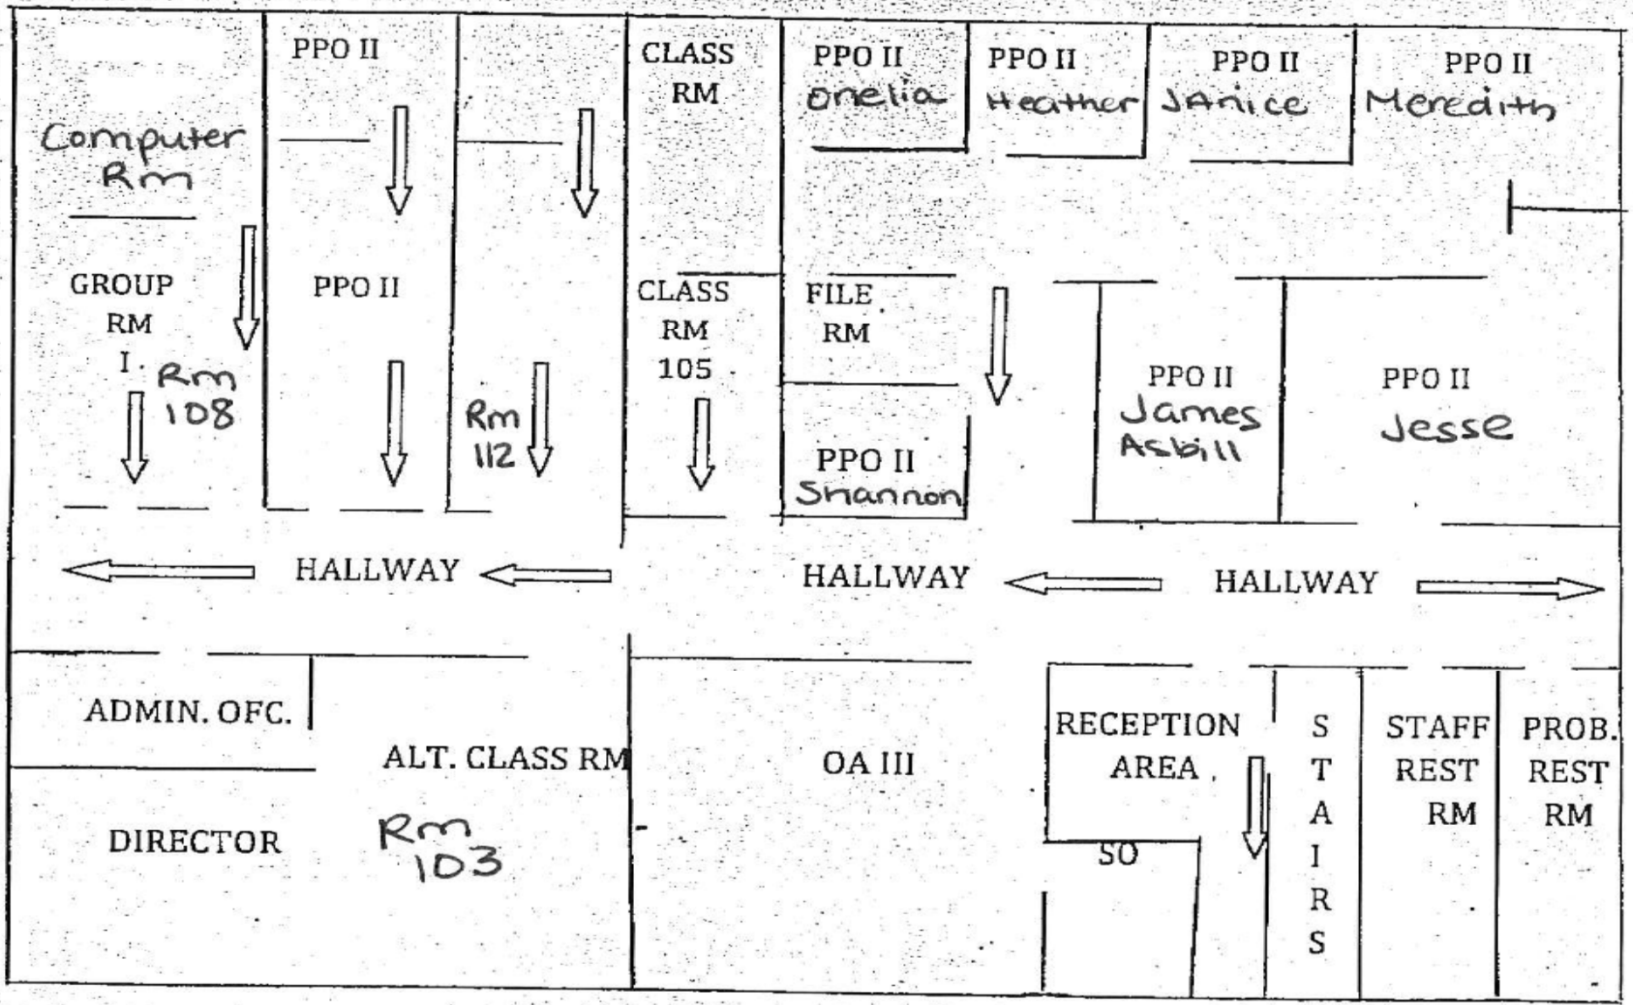 PPO II
Computer
Rm
GROUP
RM
I.
Rm
108
PPO II
Rm
112
CLASS
RM
CLASS
RM
105
PPO II
Onelia
PPO II
Heather
PPO II
JAnice
PPO II
Meredith
FILE
RM
PPO II
Shannon
PPO II
James
Asbill
PPO II
Jesse
HALLWAY
HALLWAY
HALLWAY
ADMIN. OFC.
DIRECTOR
ALT. CLASS RM
Rm
103
OA III
RECEPTION
AREA
SO
S
T
A
I
R
S
STAFF
REST
RM
PROB.
REST
RM